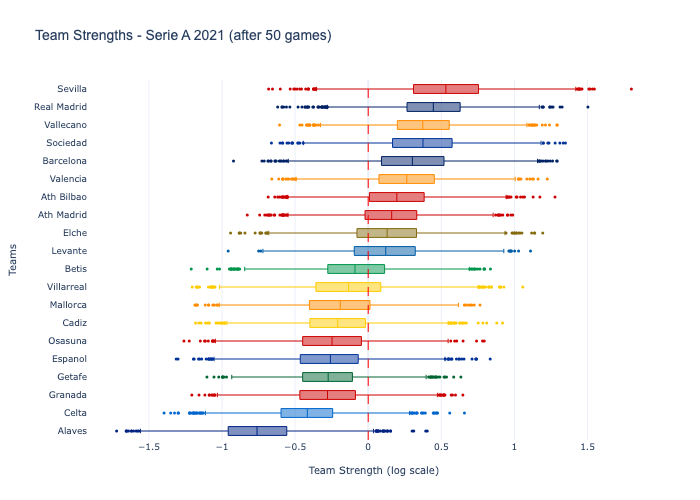 Team Strengths - Serie A 2021 (after 50 games)
Sevilla
Real Madrid
Vallecano
Sociedad
Barcelona
Valencia
Ath Bilbao
Ath Madrid
Elche
Levante
Betis
Villarreal
Mallorca
Cadiz
Osasuna
Espanol
Getafe
Granada
Celta
Alaves
Teams
−1.5 −1 −0.5 0 0.5 1 1.5
Team Strength (log scale)